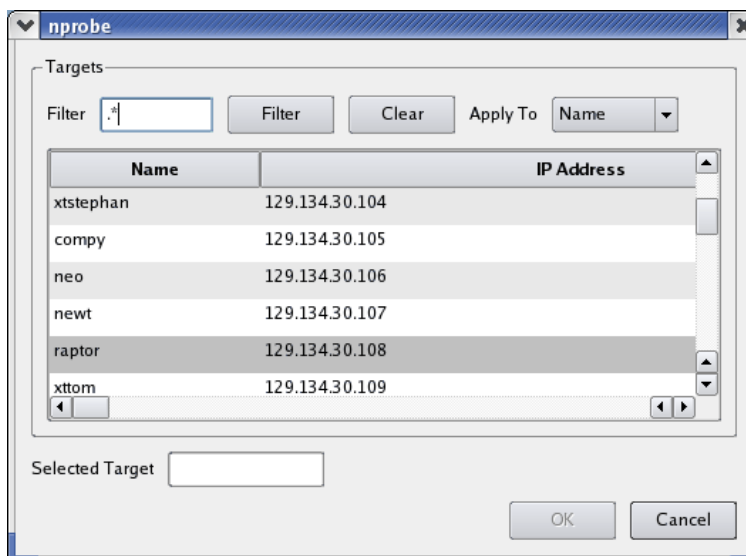 nprobe
Targets
Filter .* Filter Clear Apply To Name
Name IP Address
xtstephan 129.134.30.104
compy 129.134.30.105
neo 129.134.30.106
newt 129.134.30.107
raptor 129.134.30.108
xttom 129.134.30.109
Selected Target
OK Cancel